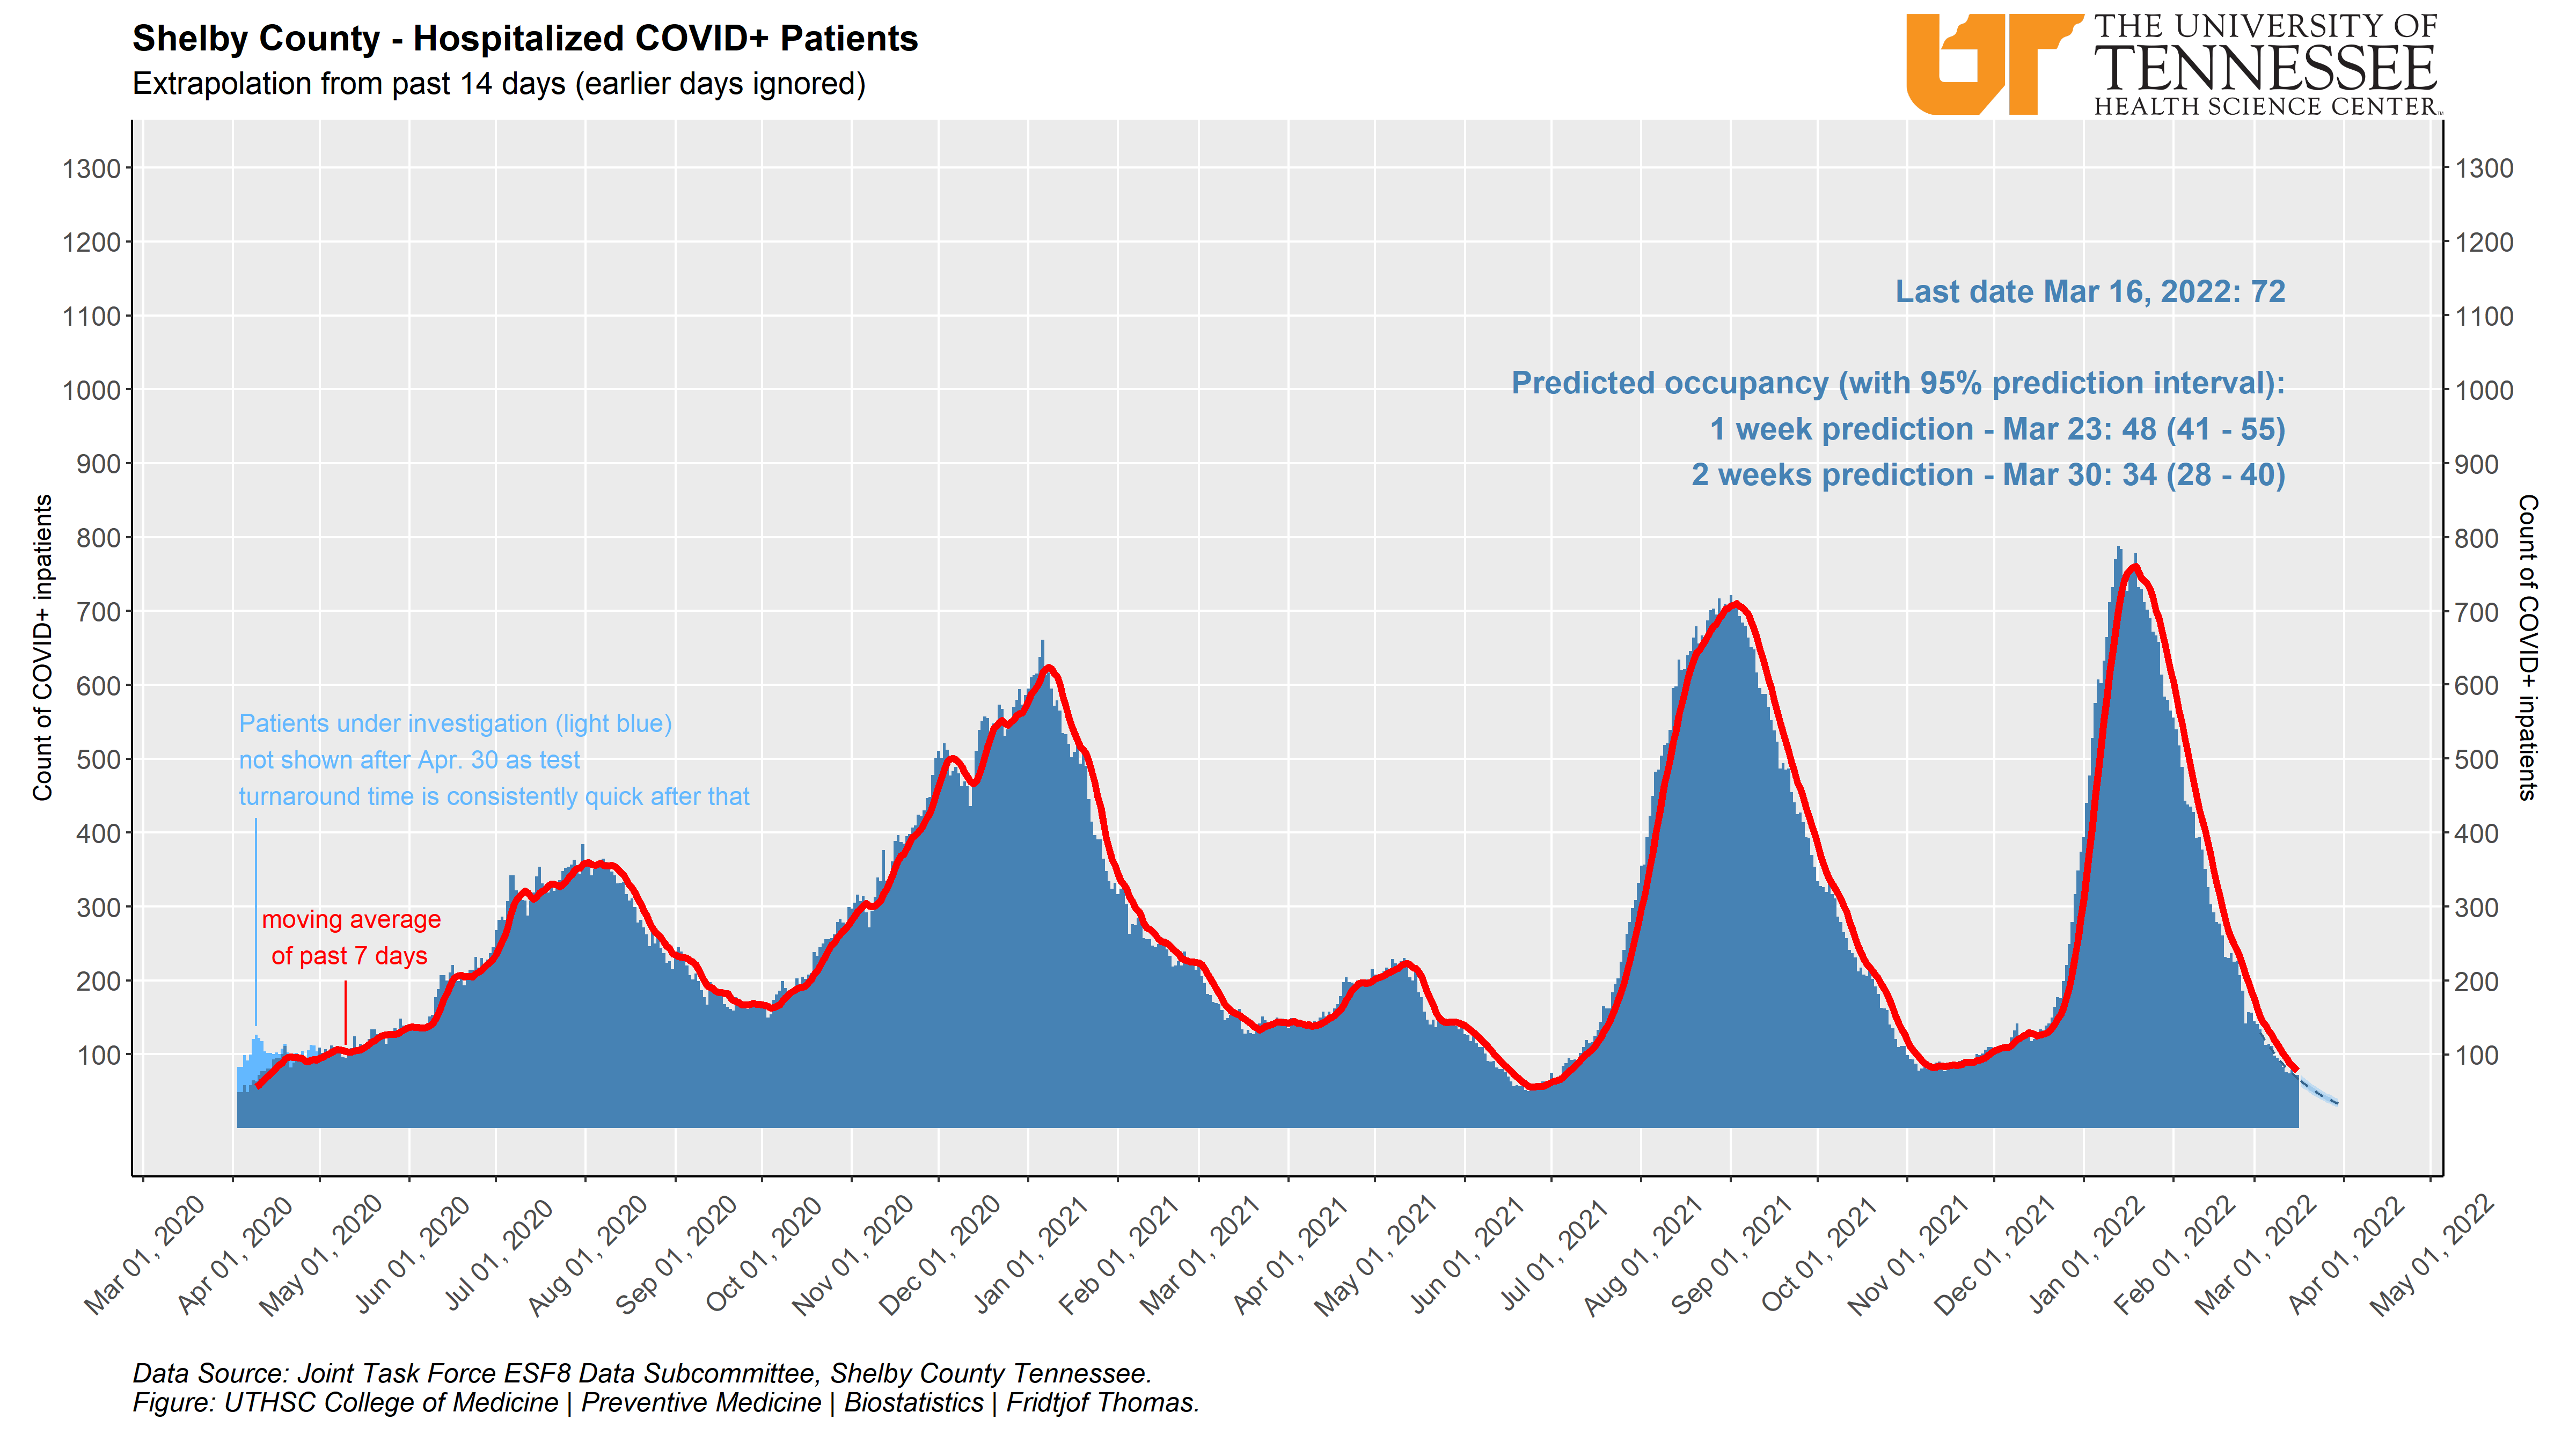 Shelby County - Hospitalized COVID+ Patients
Extrapolation from past 14 days (earlier days ignored)
THE UNIVERSITY OF
TENNESSEE
HEALTH SCIENCE CENTER™
1300
1200
1100
1000
900
800
700
600
500
400
300
200
100
Count of COVID+ inpatients
Last date Mar 16, 2022: 72
Predicted occupancy (with 95% prediction interval):
1 week prediction - Mar 23: 48 (41 - 55)
2 weeks prediction - Mar 30: 34 (28 - 40)
Patients under investigation (light blue)
not shown after Apr. 30 as test
turnaround time is consistently quick after that
moving average
of past 7 days
1300
1200
1100
1000
900
800
700
600
500
400
300
200
100
Count of COVID+ inpatients
Mar 01, 2020
Apr 01, 2020
May 01, 2020
Jun 01, 2020
Jul 01, 2020
Aug 01, 2020
Sep 01, 2020
Oct 01, 2020
Nov 01, 2020
Dec 01, 2020
Jan 01, 2021
Feb 01, 2021
Mar 01, 2021
Apr 01, 2021
May 01, 2021
Jun 01, 2021
Jul 01, 2021
Aug 01, 2021
Sep 01, 2021
Oct 01, 2021
Nov 01, 2021
Dec 01, 2021
Jan 01, 2022
Feb 01, 2022
Mar 01, 2022
Apr 01, 2022
May 01, 2022
Data Source: Joint Task Force ESF8 Data Subcommittee, Shelby County Tennessee.
Figure: UTHSC College of Medicine | Preventive Medicine | Biostatistics | Fridtjof Thomas.